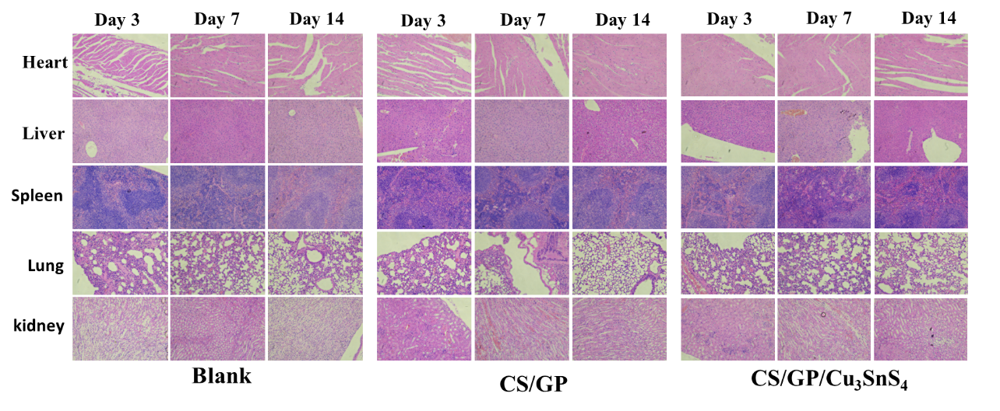 Day 3 Day 7 Day 14 Day 3 Day 7 Day 14 Day 3 Day 7 Day 14
Heart
Liver
Spleen
Lung
kidney
Blank CS/GP CS/GP/Cu₃SnS₄